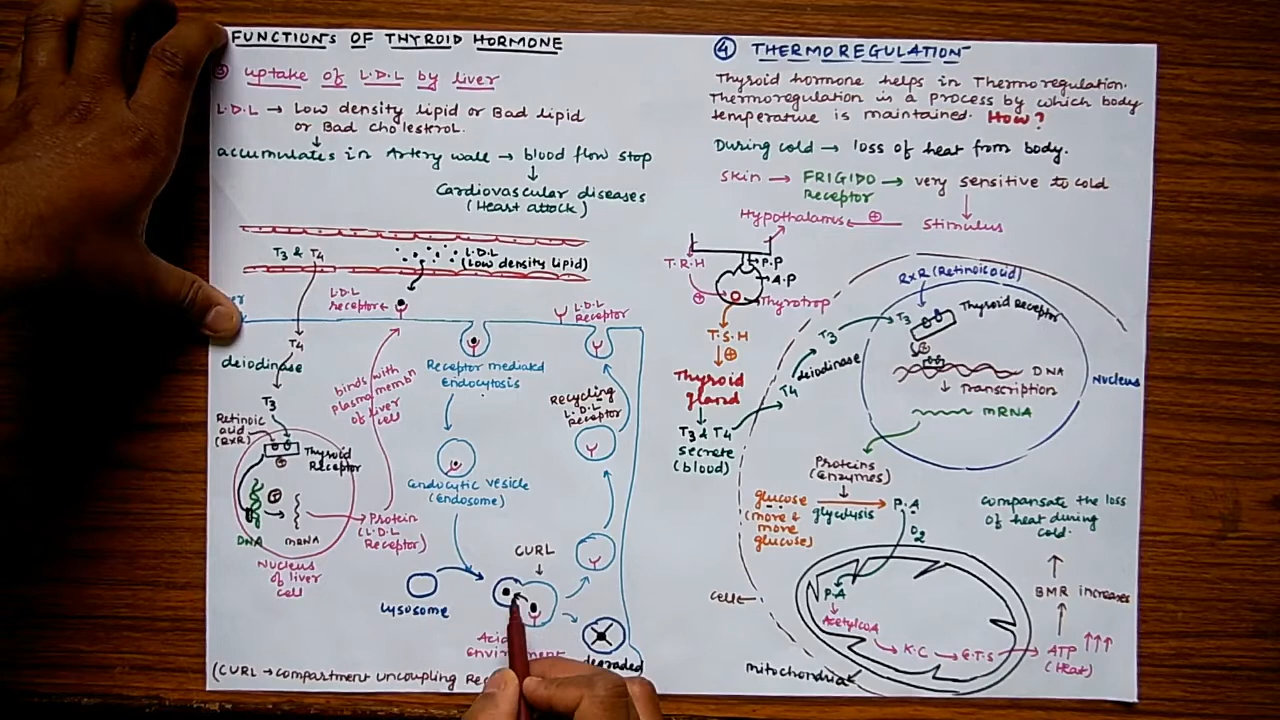 FUNCTIONS OF THYROID HORMONE
③ uptake of L.D.L by liver
L.D.L → Low density lipid or Bad lipid
or Bad cholestrol.
↓
accumulates in Artery wall → blood flow stop
↓
Cardiovascular diseases
(Heart attack)
T3 & T4
L.D.L
(Low density lipid)
L.D.L
receptor
L.D.L
Receptor
T4
deiodinase
T3
Retinoic
acid
(RXR)
Thyroid
Receptor
⊕
⊕
DNA
mRNA
Nucleus
of liver
cell
Protein
(L.D.L
Receptor)
binds with
plasma membn
of liver
cell
Receptor mediated
Endocytosis
Endocytic vesicle
(Endosome)
Lysosome
CURL
Recycling
L.D.L
Receptor
degraded
(CURL → compartment uncoupling
④ THERMOREGULATION
Thyroid hormone helps in Thermoregulation.
Thermoregulation is a process by which body
temperature is maintained. How?
During cold → loss of heat from body.
Skin → FRIGIDO → very sensitive to cold
Receptor
↓
Hypothalamus ← ⊕ Stimulus
T.R.H
P.P
A.P
⊕
Thyrotrop
T.S.H
↓ ⊕
Thyroid
gland
↓
T3 & T4
secrete
(blood)
T4
deiodinase
T3
RXR (Retinoic acid)
T3
Thyroid Receptor
⊕
DNA
↓ Transcription
mRNA
Nucleus
Proteins
(Enzymes)
↓
glucose → P.A
glycolysis
(more &
more
glucose)
O2
P.A
↓
Acetyl COA
K.C → E.T.S → ATP ↑↑↑
(Heat)
↑
BMR increases
↑
compansate the loss
of heat during
cold
cell
mitochondria